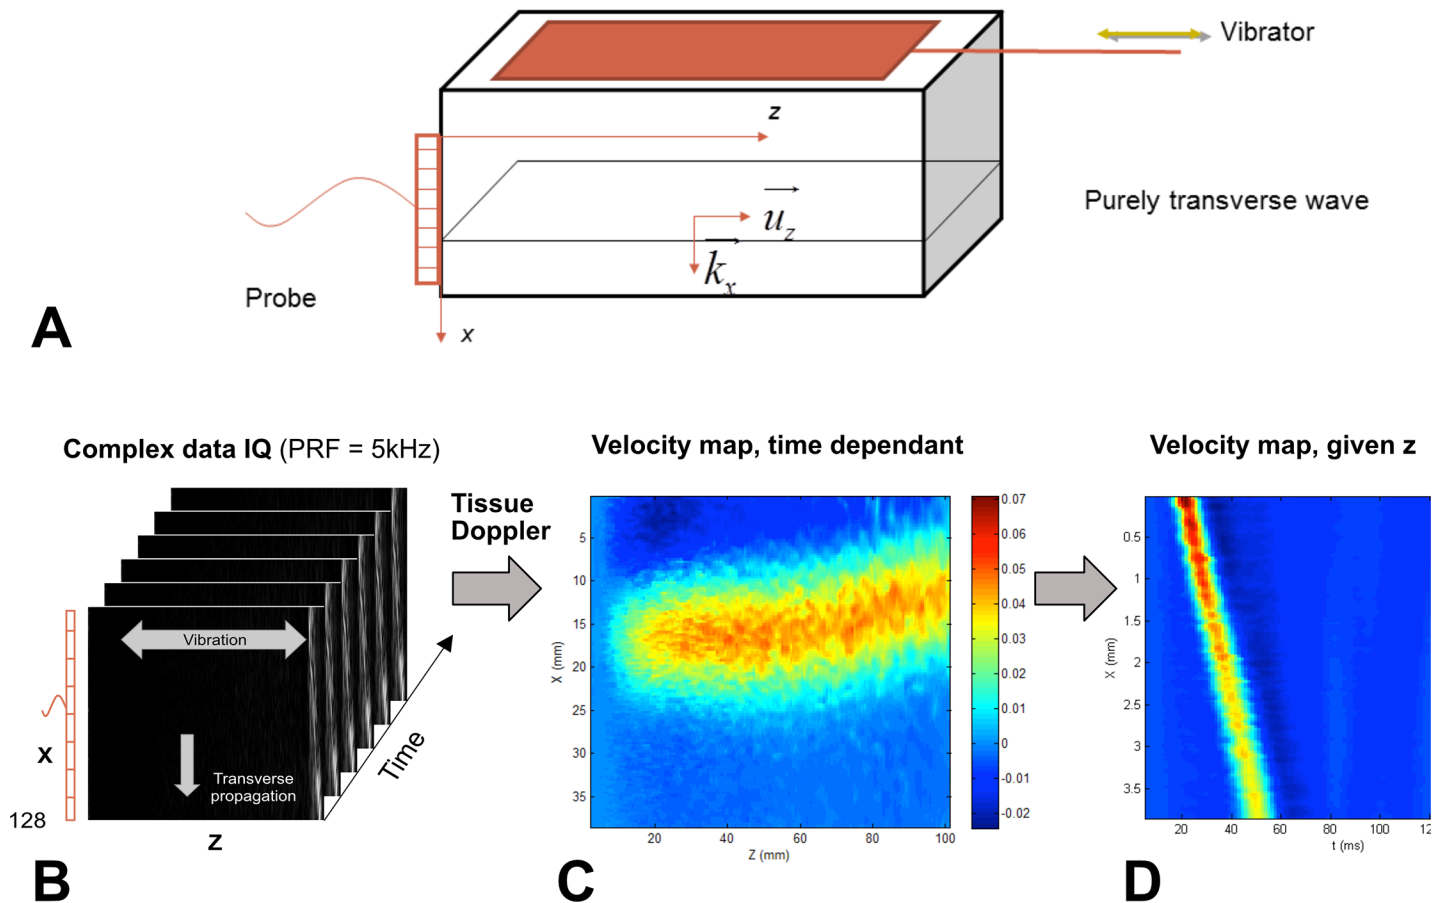 Vibrator
z
Purely transverse wave
u_z
k_x
Probe
x
A
Complex data IQ (PRF = 5kHz)
Vibration
Transverse
propagation
X
128
Z
Time
B
Tissue
Doppler
Velocity map, time dependant
5
10
15
20
25
30
35
X (mm)
20
40
60
80
100
Z (mm)
0.07
0.06
0.05
0.04
0.03
0.02
0.01
0
-0.01
-0.02
C
Velocity map, given z
0.5
1
1.5
2
2.5
3
3.5
X (mm)
20
40
60
80
100
120
t (ms)
D